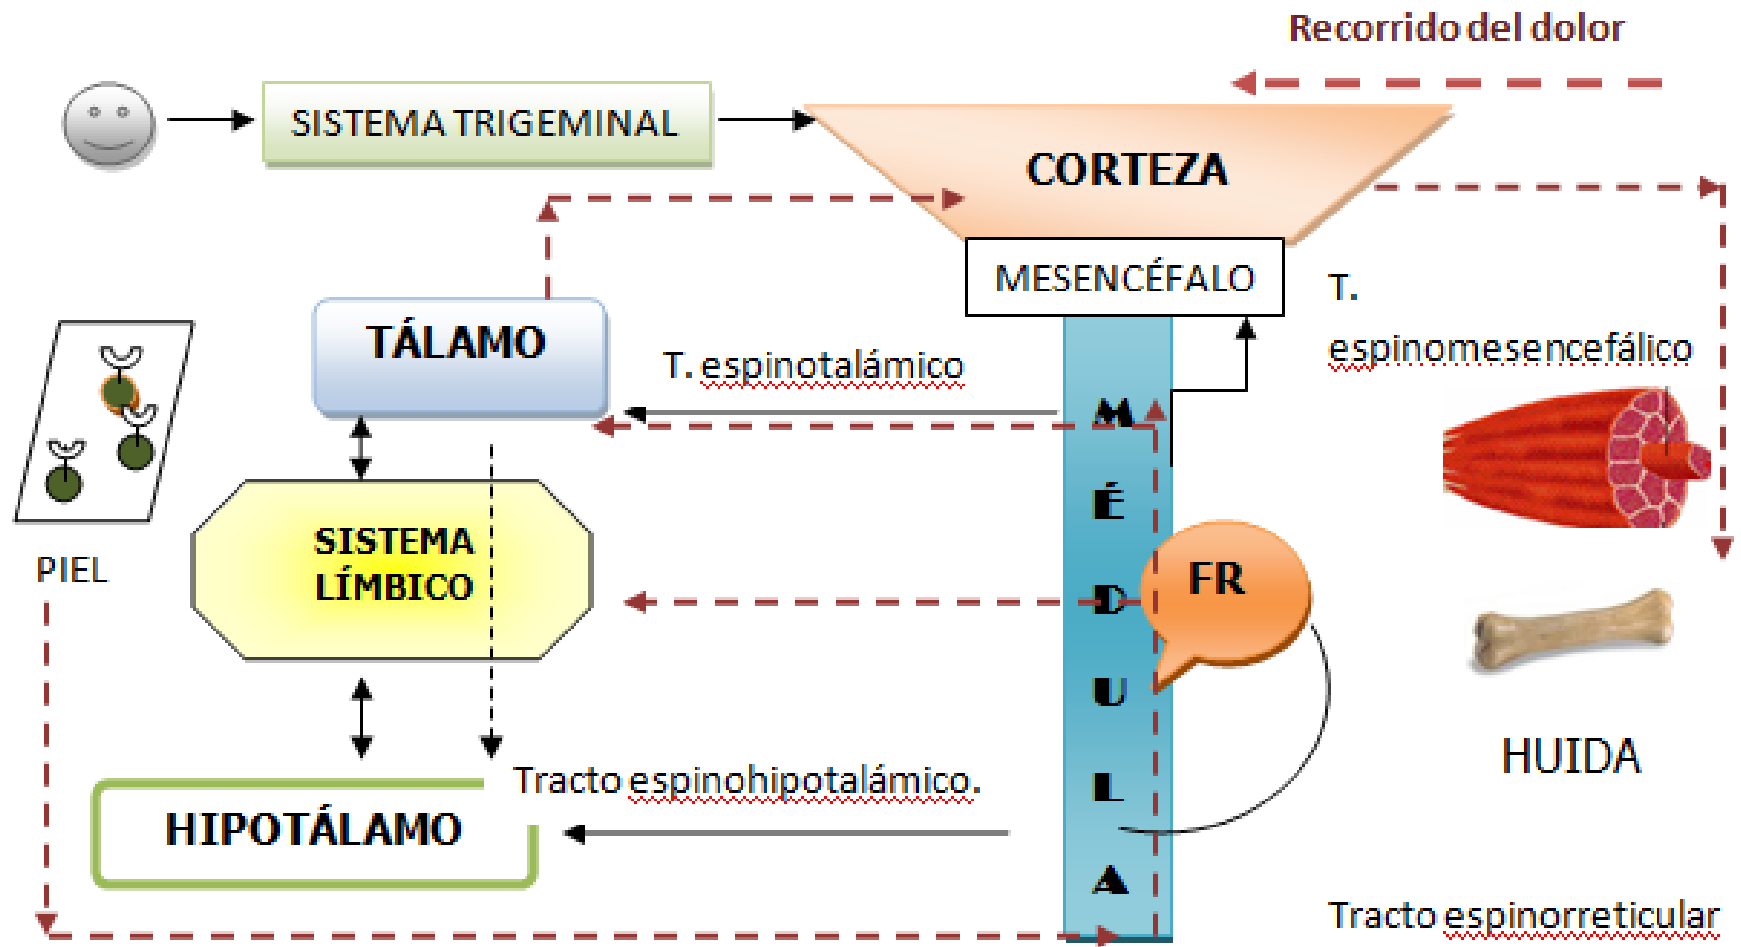 Recorrido del dolor
SISTEMA TRIGEMINAL
CORTEZA
MESENCÉFALO
T.
espinomesencefálico
TÁLAMO
T. espinotalámico
PIEL
SISTEMA
LÍMBICO
MÉDULA
FR
HUIDA
Tracto espinohipotalámico.
HIPOTÁLAMO
Tracto espinorreticular